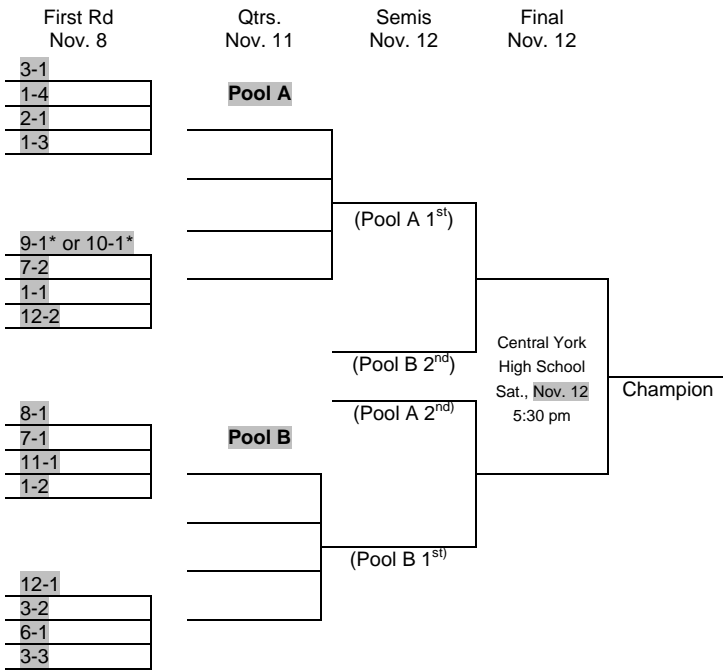 First Rd
Nov. 8
Qtrs.
Nov. 11
Semis
Nov. 12
Final
Nov. 12
3-1
1-4
2-1
1-3
Pool A
(Pool A 1st)
9-1* or 10-1*
7-2
1-1
12-2
(Pool B 2nd)
Central York
High School
Sat., Nov. 12
5:30 pm
Champion
(Pool A 2nd)
8-1
7-1
11-1
1-2
Pool B
(Pool B 1st)
12-1
3-2
6-1
3-3